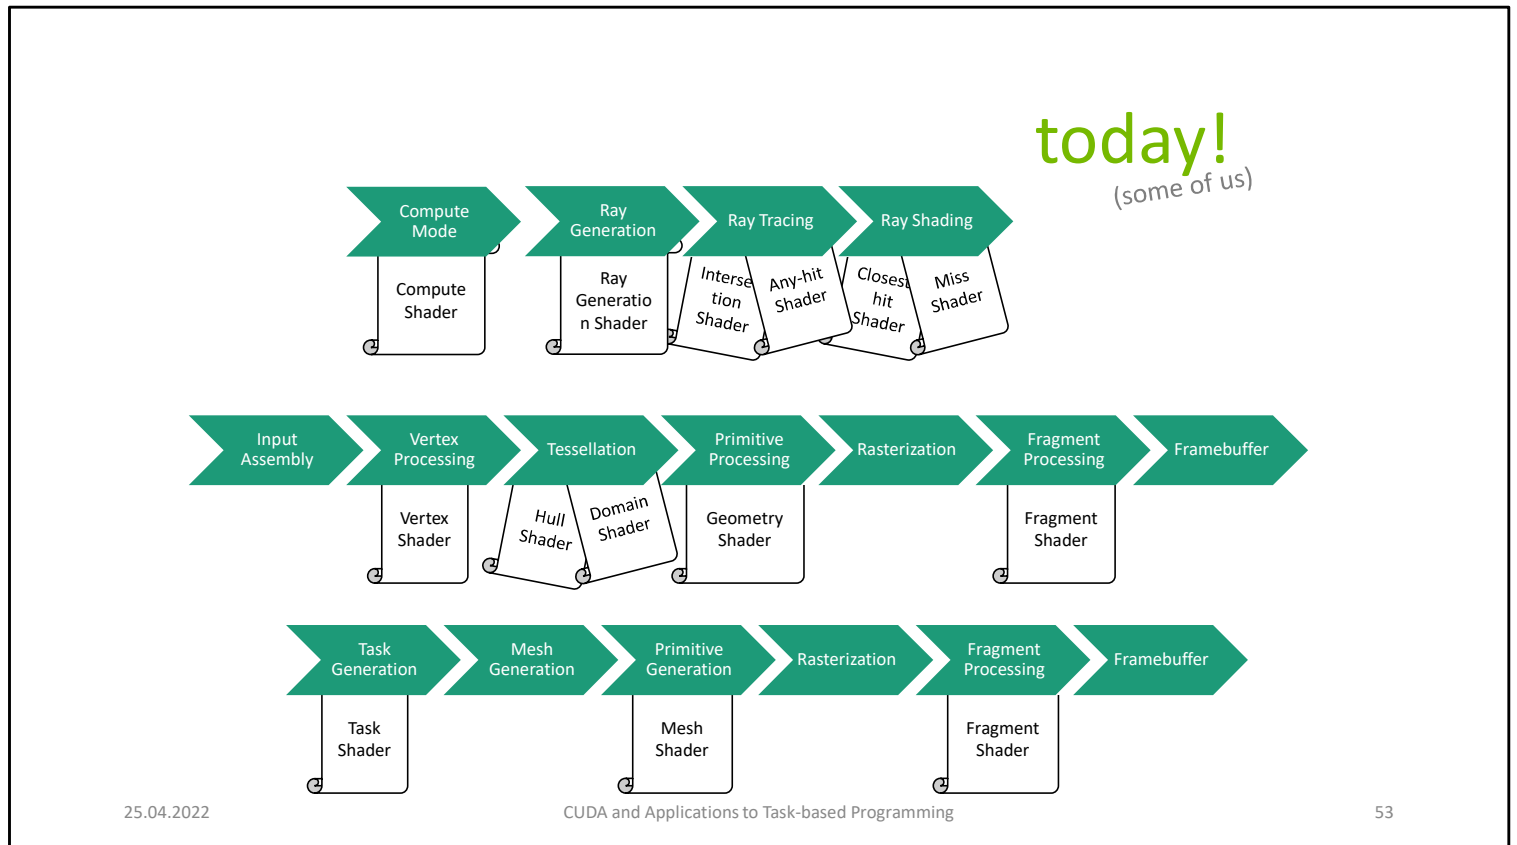 today!
(some of us)
Compute
Mode
Ray
Generation
Ray Tracing
Ray Shading
Compute
Shader
Ray
Generatio
n Shader
Interse
tion
Shader
Any-hit
Shader
Closest
hit
Shader
Miss
Shader
Input
Assembly
Vertex
Processing
Tessellation
Primitive
Processing
Rasterization
Fragment
Processing
Framebuffer
Vertex
Shader
Hull
Shader
Domain
Shader
Geometry
Shader
Fragment
Shader
Task
Generation
Mesh
Generation
Primitive
Generation
Rasterization
Fragment
Processing
Framebuffer
Task
Shader
Mesh
Shader
Fragment
Shader
25.04.2022
CUDA and Applications to Task-based Programming
53